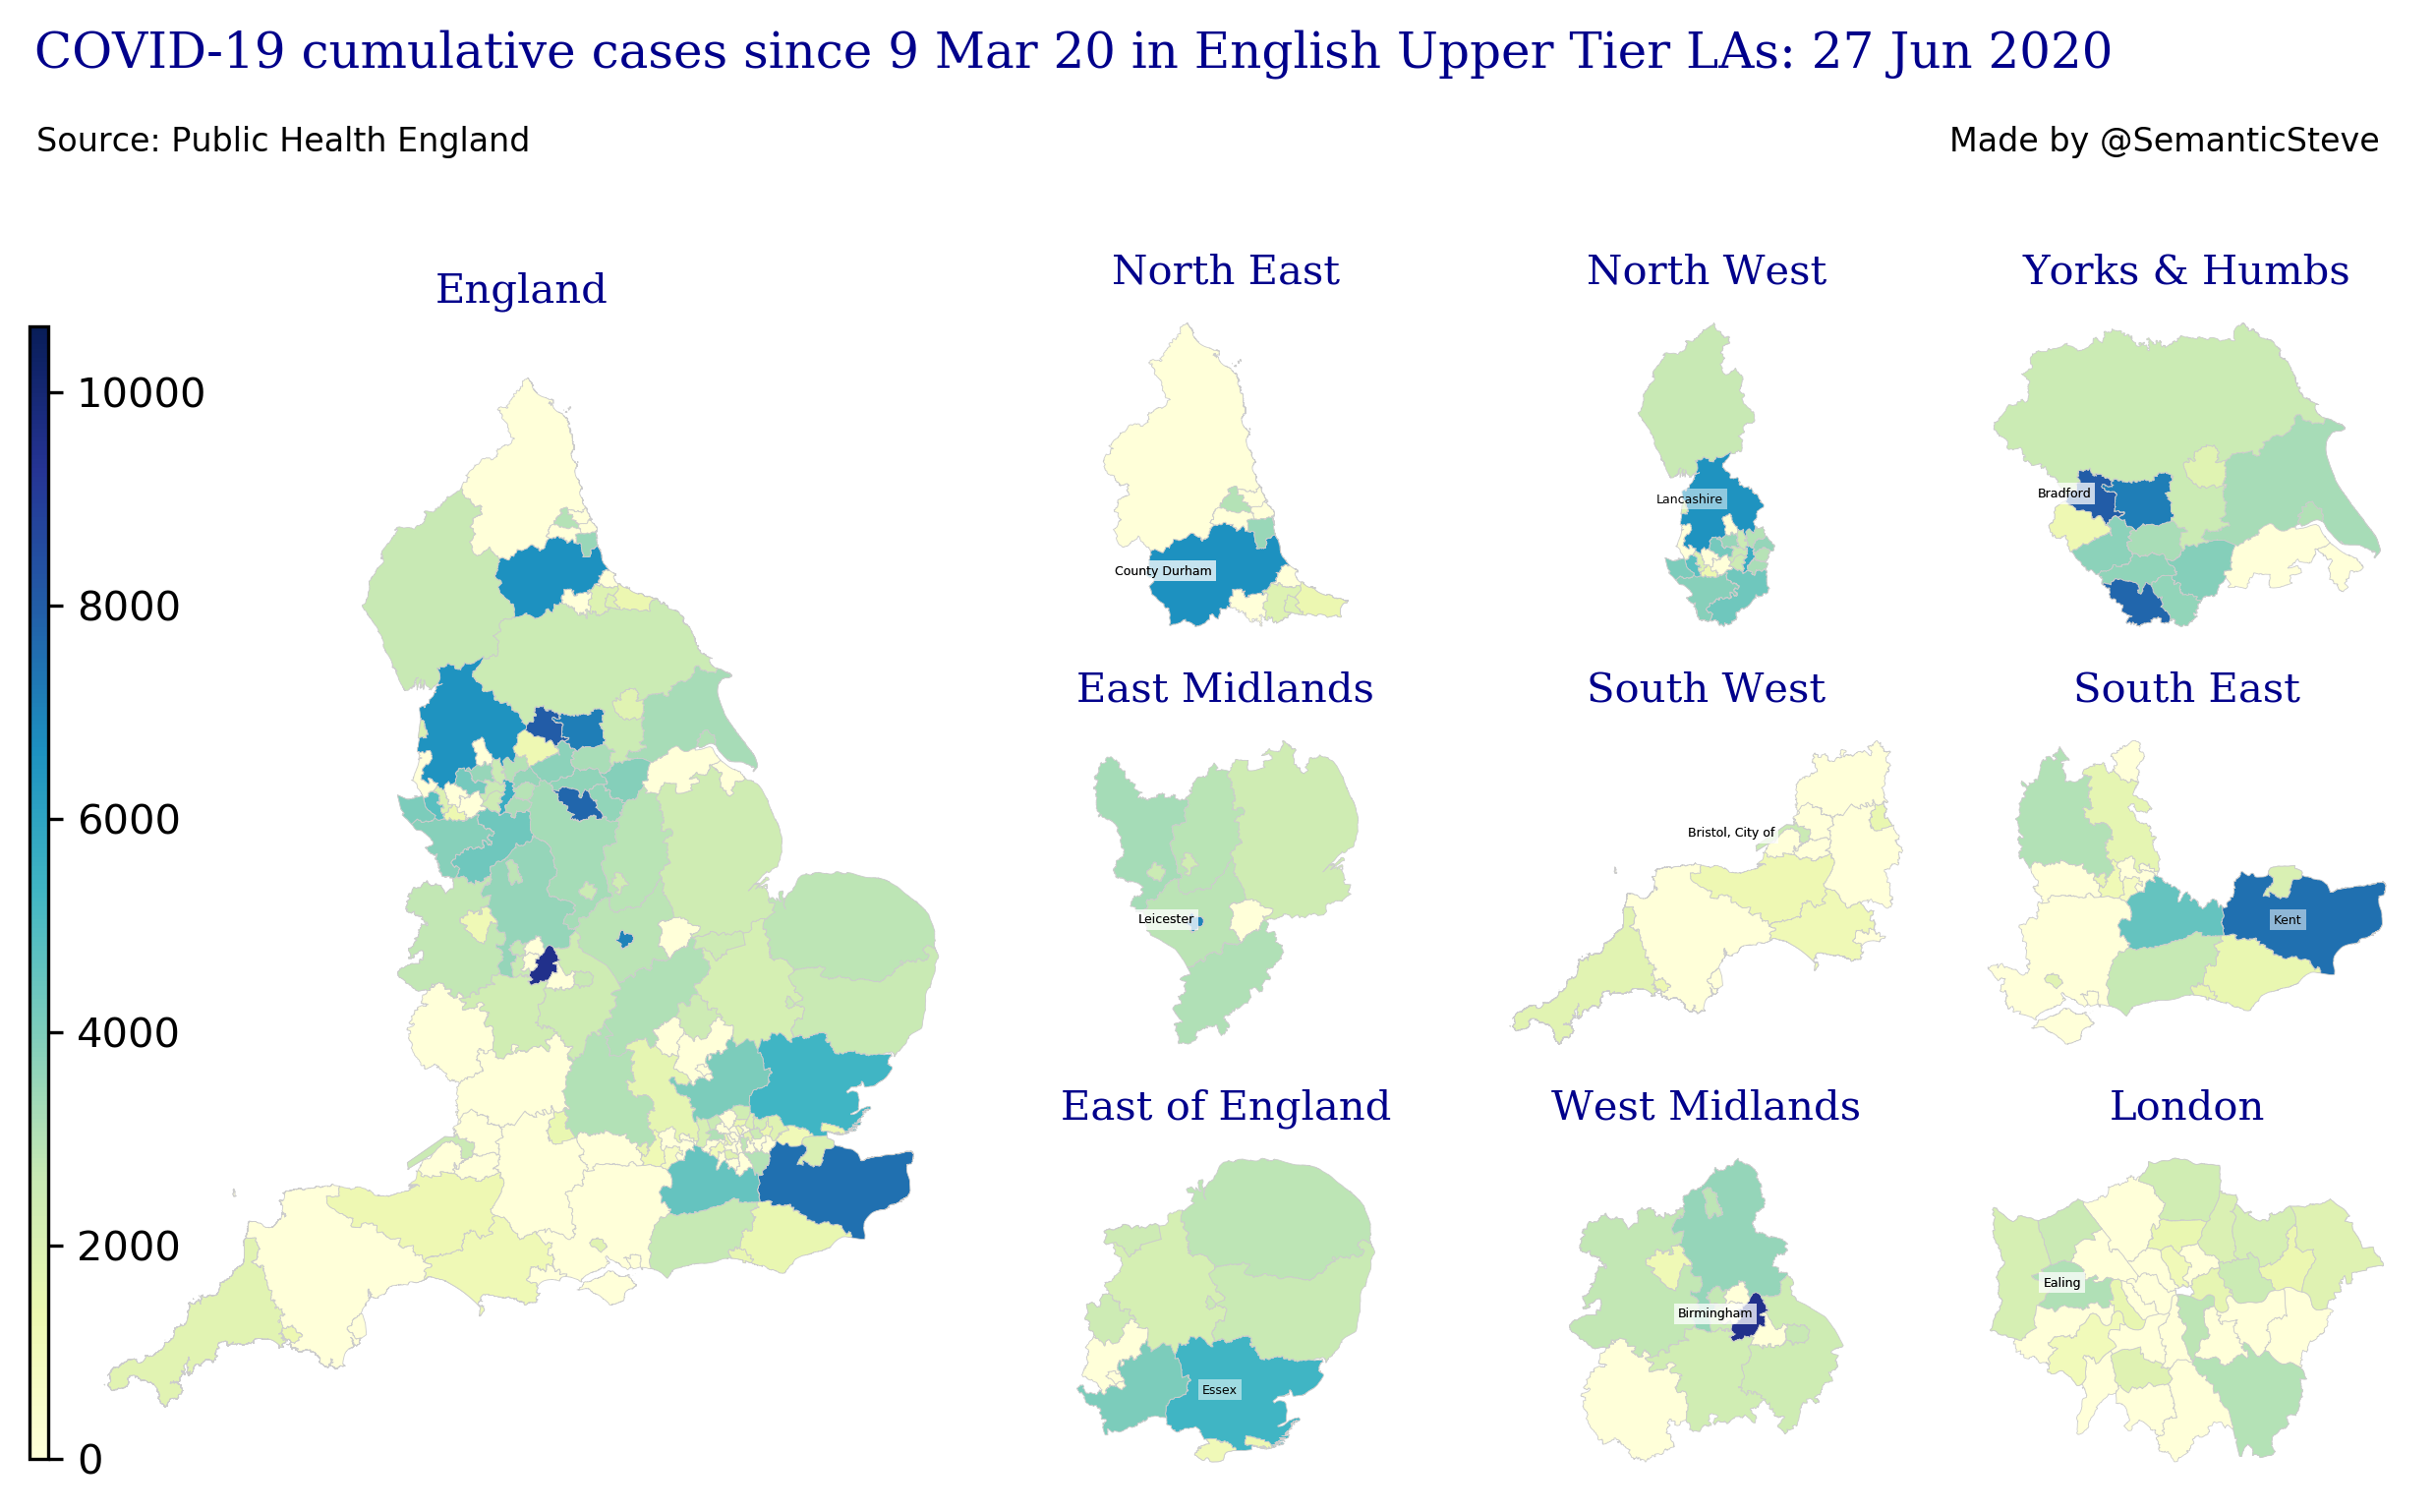 COVID-19 cumulative cases since 9 Mar 20 in English Upper Tier LAs: 27 Jun 2020
Source: Public Health England
Made by @SemanticSteve
England
10000
8000
6000
4000
2000
0
North East
County Durham
North West
Lancashire
Yorks & Humbs
Bradford
East Midlands
Leicester
South West
Bristol, City of
South East
Kent
East of England
Essex
West Midlands
Birmingham
London
Ealing